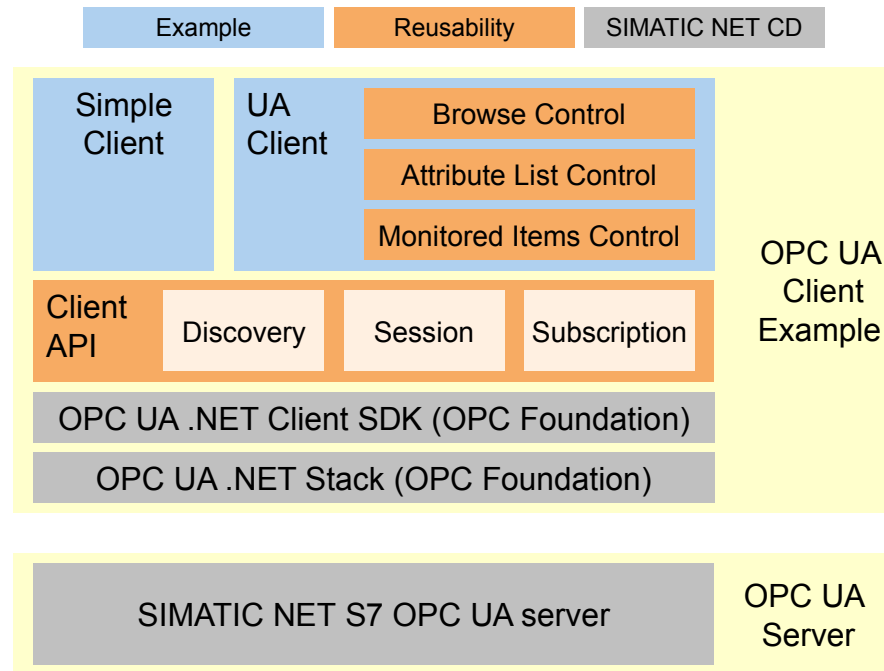 Example
Reusability
SIMATIC NET CD
Simple
Client
UA
Client
Browse Control
Attribute List Control
Monitored Items Control
OPC UA
Client
Example
Client
API
Discovery
Session
Subscription
OPC UA .NET Client SDK (OPC Foundation)
OPC UA .NET Stack (OPC Foundation)
SIMATIC NET S7 OPC UA server
OPC UA
Server